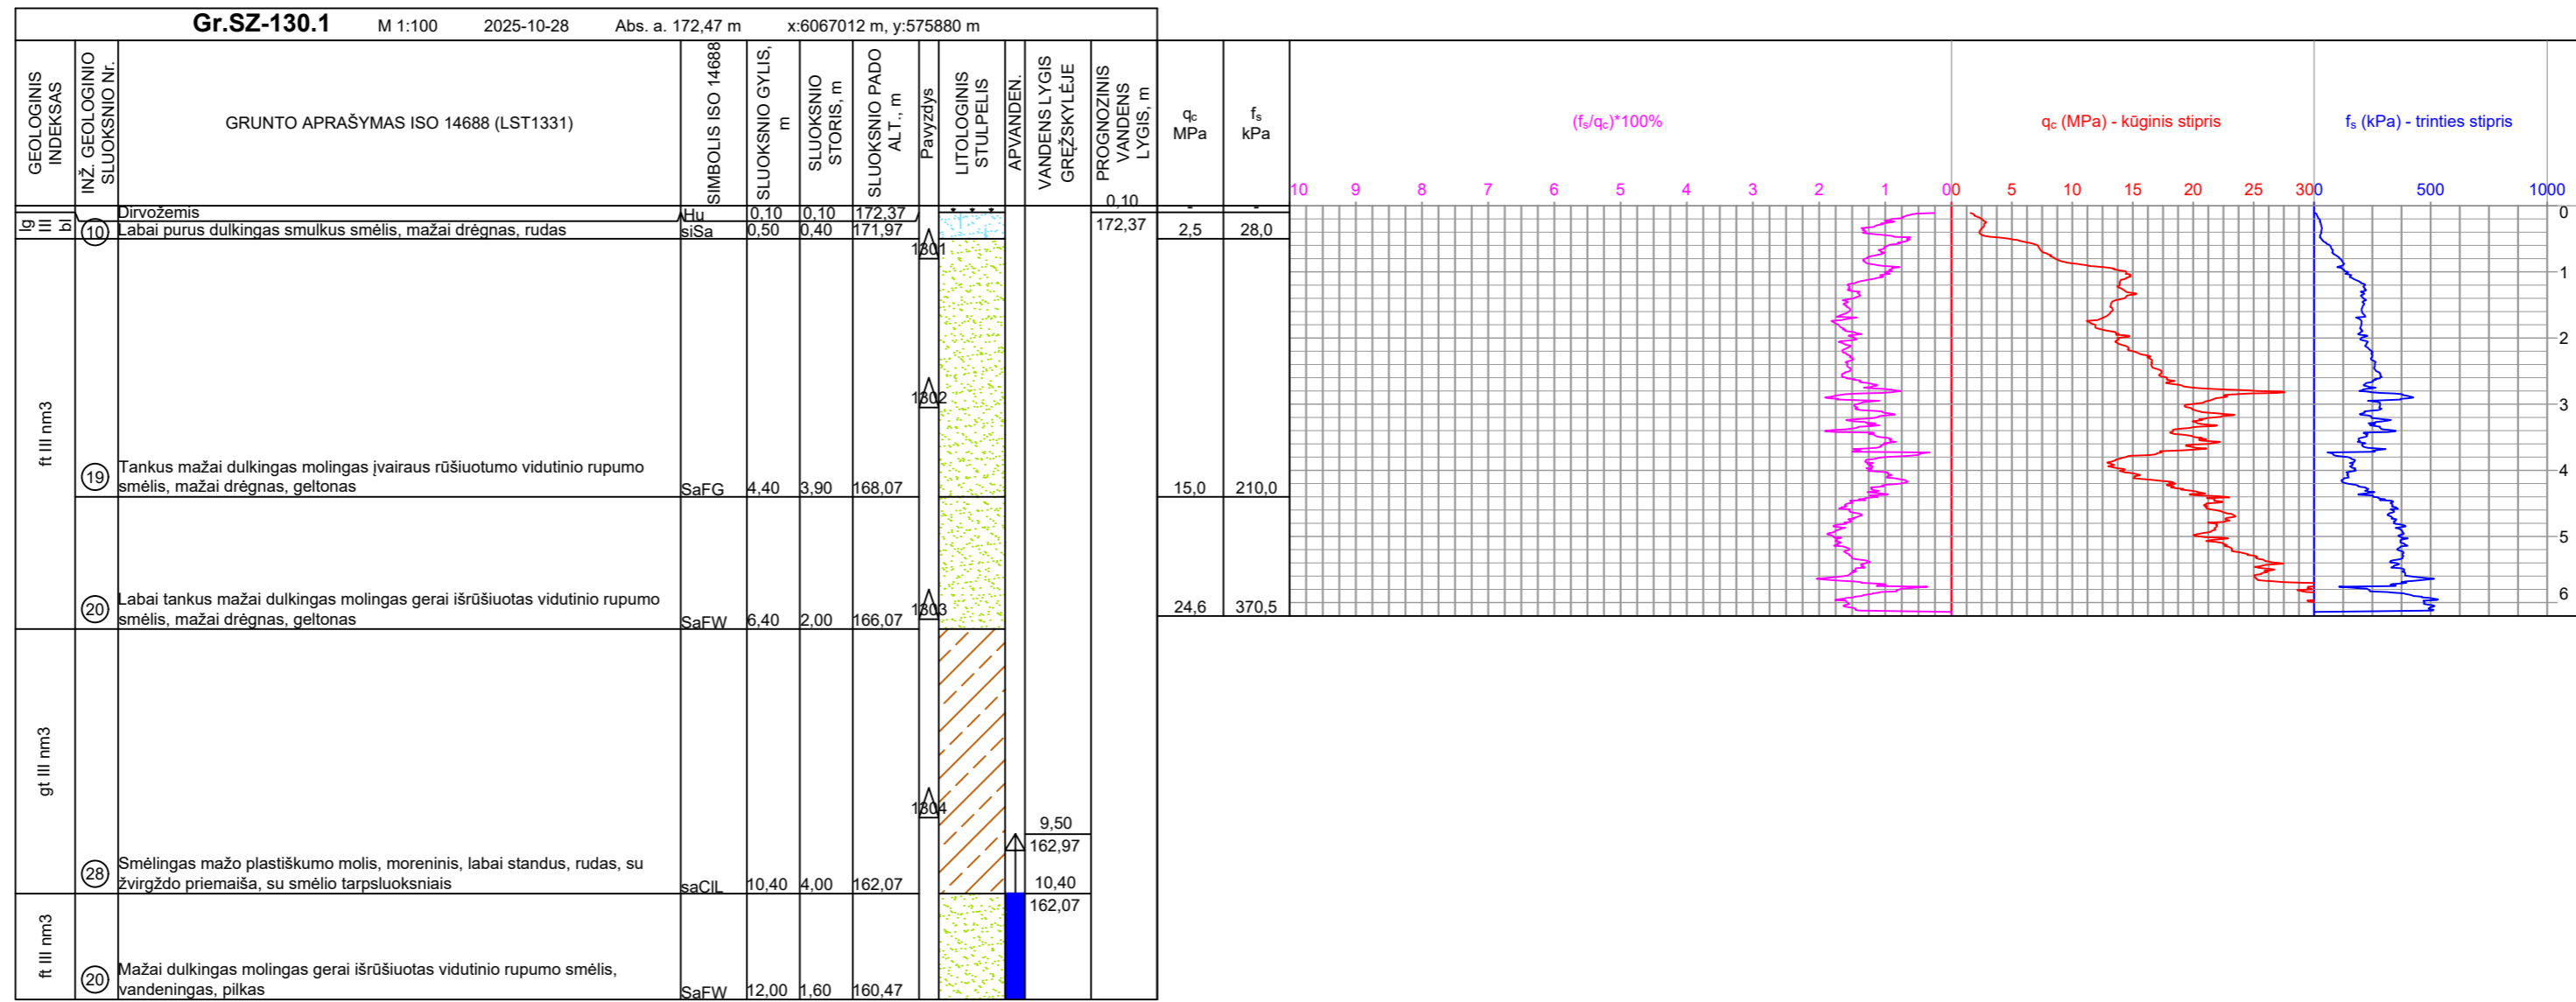 Gr.SZ-130.1 M 1:100 2025-10-28 Abs. a. 172,47 m x:6067012 m, y:575880 m
GEOLOGINIS
INDEKSAS
INŽ. GEOLOGINIO
SLUOKSNIO Nr.
GRUNTO APRAŠYMAS ISO 14688 (LST1331)
SIMBOLIS ISO 14688
SLUOKSNIO GYLIS,
m
SLUOKSNIO
STORIS, m
SLUOKSNIO PADO
ALT., m
Pavyzdys
LITOLOGINIS
STULPELIS
APVANDEN.
VANDENS LYGIS
GRĘŽSKYLĖJE
PROGNOZINIS
VANDENS
LYGIS, m
qc
MPa
fs
kPa
(fs/qc)*100%
qc (MPa) - kūginis stipris
fs (kPa) - trinties stipris
10 9 8 7 6 5 4 3 2 1 0
0 5 10 15 20 25 30
0 500 1000
0,10
172,37
Dirvožemis Hu 0,10 0,10 172,37 - -
lg
III
bl
10 Labai purus dulkingas smulkus smėlis, mažai drėgnas, rudas siSa 0,50 0,40 171,97 2,5 28,0
1301
1302
ft III nm3
19 Tankus mažai dulkingas molingas įvairaus rūšiuotumo vidutinio rupumo
smėlis, mažai drėgnas, geltonas SaFG 4,40 3,90 168,07 15,0 210,0
20 Labai tankus mažai dulkingas molingas gerai išrūšiuotas vidutinio rupumo
smėlis, mažai drėgnas, geltonas SaFW 6,40 2,00 166,07 24,6 370,5
1303
gt III nm3
1304
9,50
162,97
28 Smėlingas mažo plastiškumo molis, moreninis, labai standus, rudas, su
žvirgždo priemaiša, su smėlio tarpsluoksniais saClL 10,40 4,00 162,07
10,40
162,07
ft III nm3
20 Mažai dulkingas molingas gerai išrūšiuotas vidutinio rupumo smėlis,
vandeningas, pilkas SaFW 12,00 1,60 160,47
0
1
2
3
4
5
6